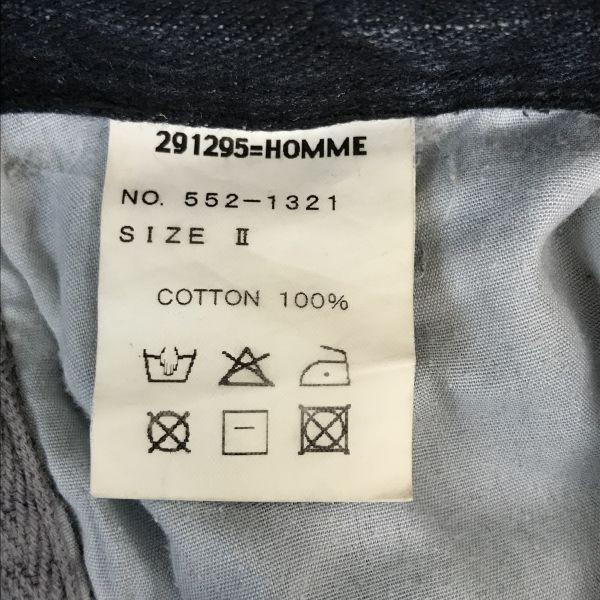 291295=HOMME
NO. 552-1321
SIZE Ⅱ
COTTON 100%